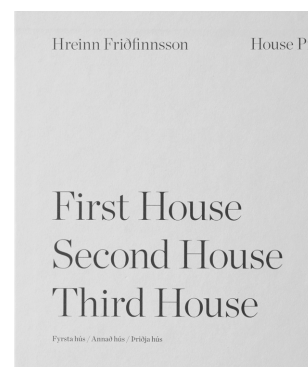 Hreinn Friðfinnsson House P
First House
Second House
Third House
Fyrsta hús / Annað hús / Þriðja hús